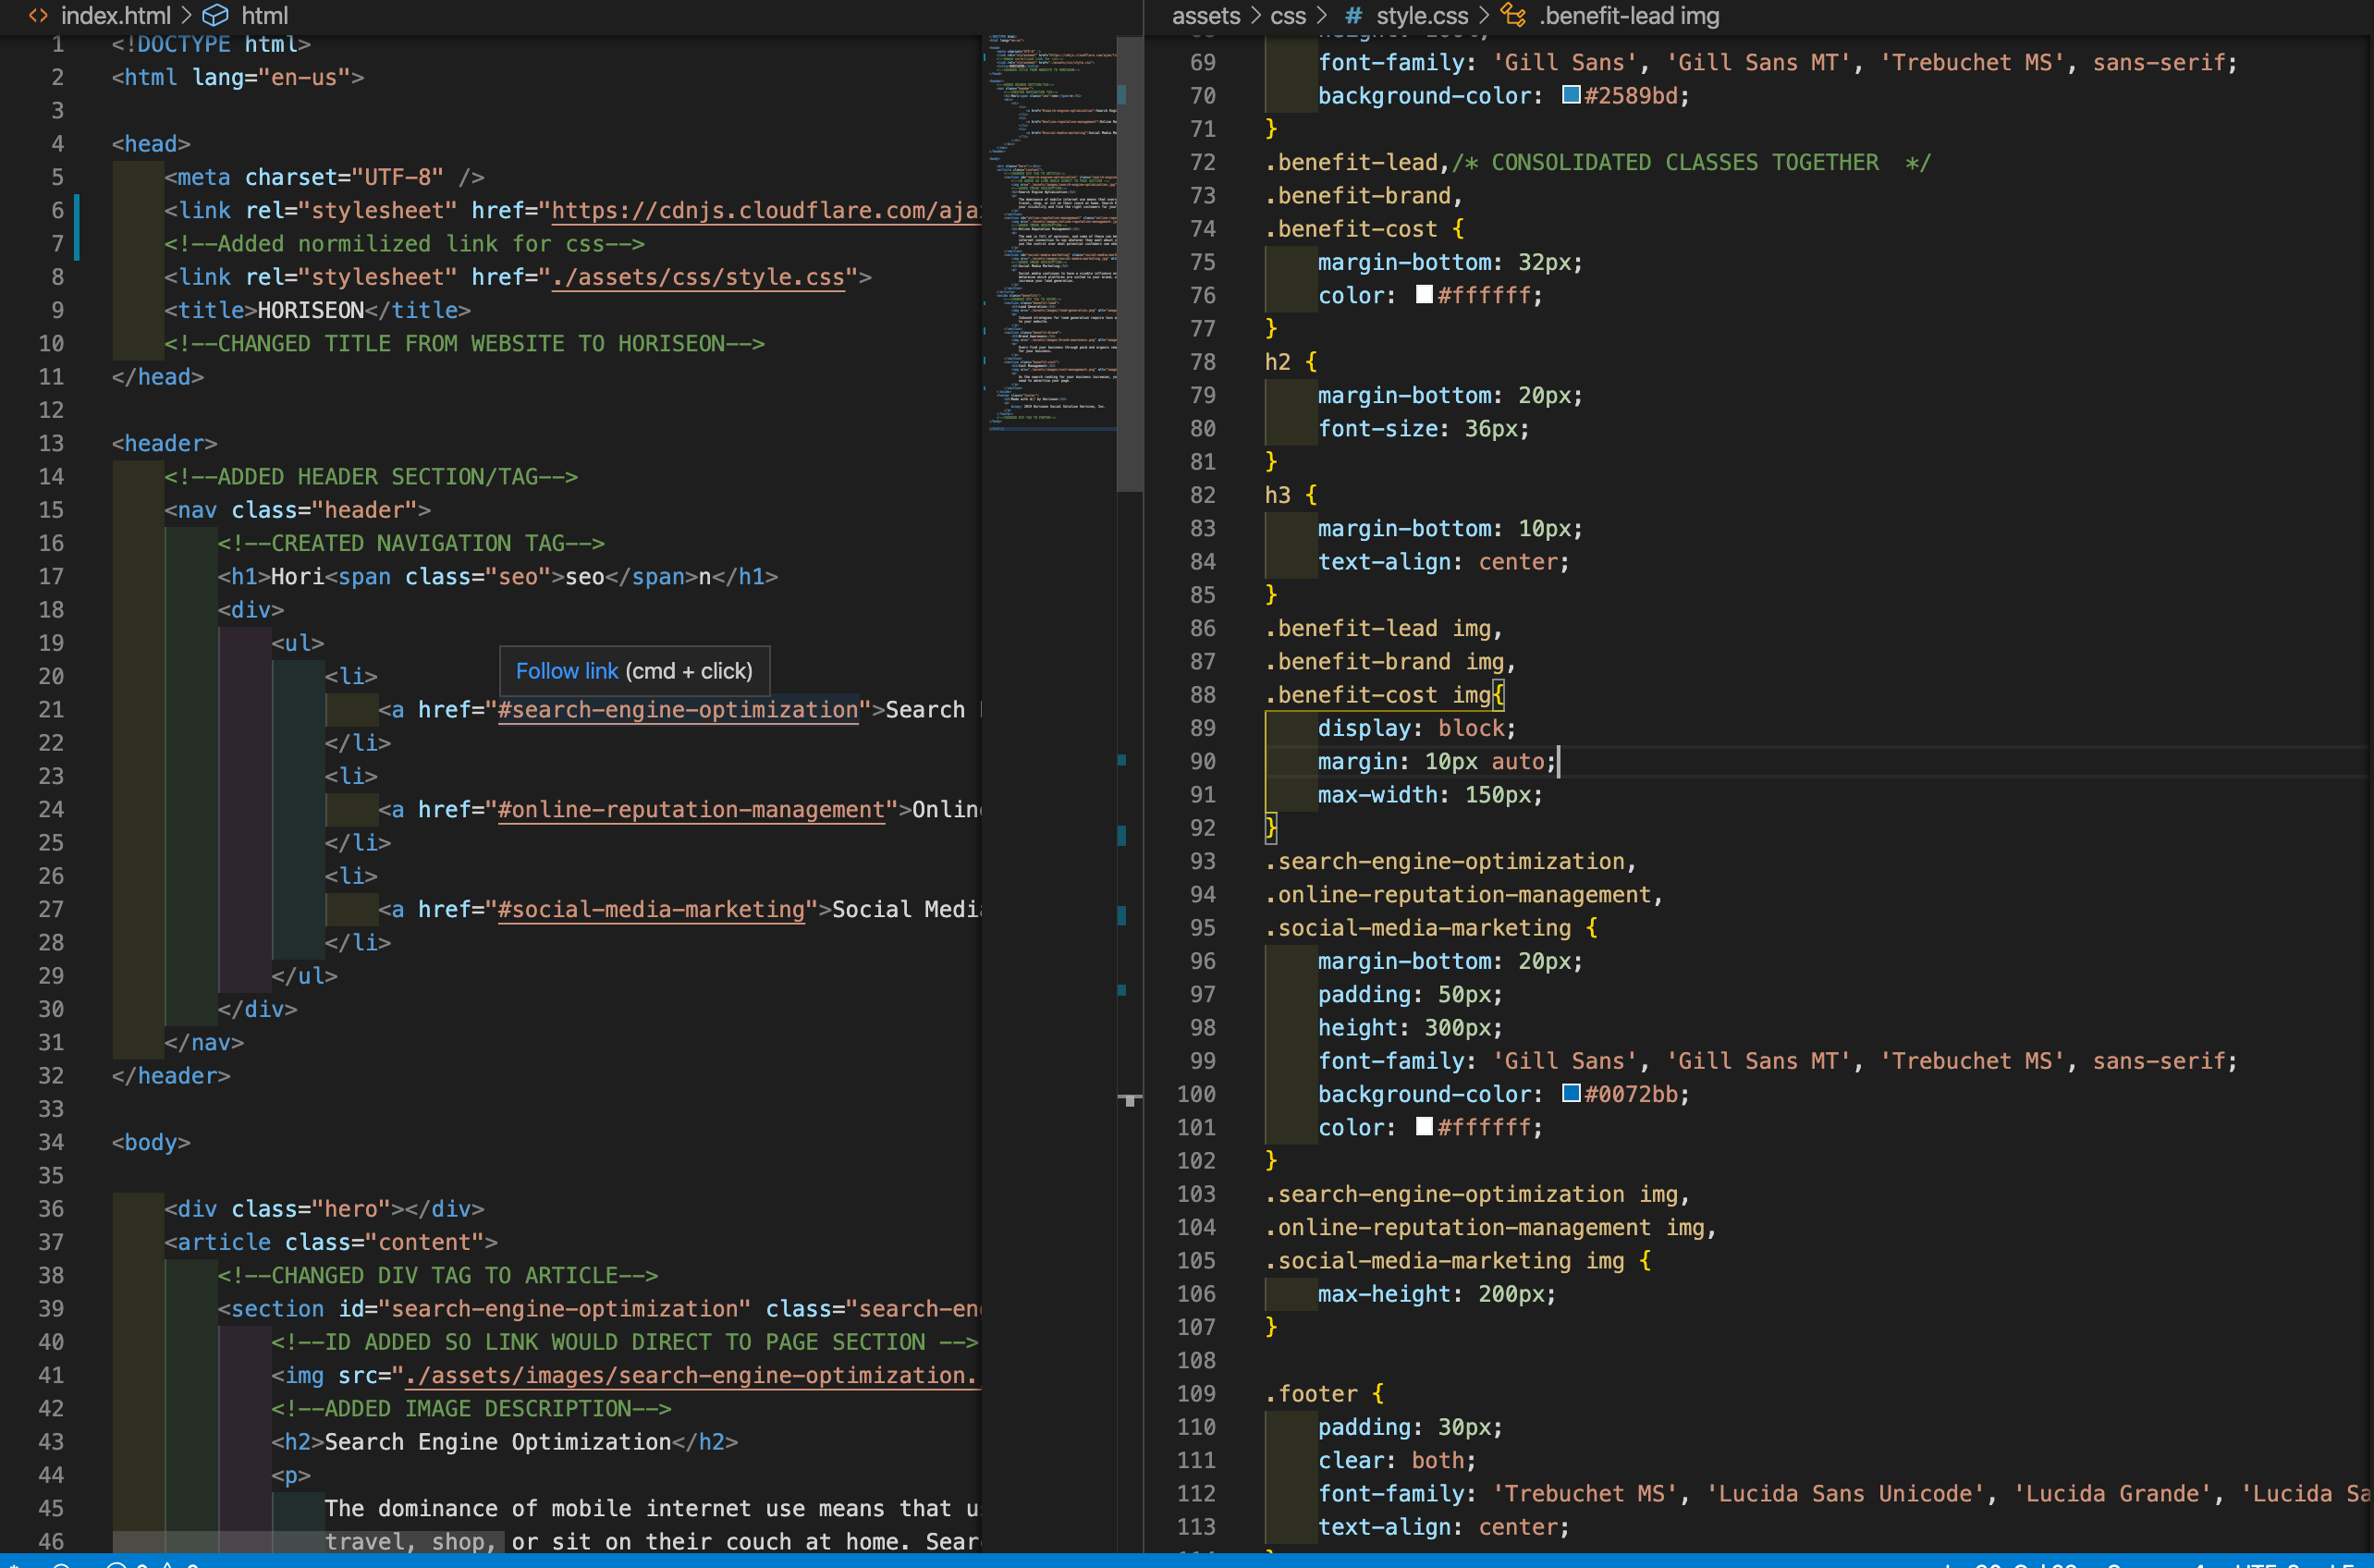 index.html > html
1 <!DOCTYPE html>
2 <html lang="en-us">
3
4 <head>
5 <meta charset="UTF-8" />
6 <link rel="stylesheet" href="https://cdnjs.cloudflare.com/aja
7 <!--Added normilized link for css-->
8 <link rel="stylesheet" href="./assets/css/style.css">
9 <title>HORISEON</title>
10 <!--CHANGED TITLE FROM WEBSITE TO HORISEON-->
11 </head>
12
13 <header>
14 <!--ADDED HEADER SECTION/TAG-->
15 <nav class="header">
16 <!--CREATED NAVIGATION TAG-->
17 <h1>Hori<span class="seo">seo</span>n</h1>
18 <div>
19 <ul>
20 <li>
Follow link (cmd + click)
21 <a href="#search-engine-optimization">Search
22 </li>
23 <li>
24 <a href="#online-reputation-management">Onlin
25 </li>
26 <li>
27 <a href="#social-media-marketing">Social Medi
28 </li>
29 </ul>
30 </div>
31 </nav>
32 </header>
33
34 <body>
35
36 <div class="hero"></div>
37 <article class="content">
38 <!--CHANGED DIV TAG TO ARTICLE-->
39 <section id="search-engine-optimization" class="search-en
40 <!--ID ADDED SO LINK WOULD DIRECT TO PAGE SECTION -->
41 <img src="./assets/images/search-engine-optimization.
42 <!--ADDED IMAGE DESCRIPTION-->
43 <h2>Search Engine Optimization</h2>
44 <p>
45 The dominance of mobile internet use means that u
46 travel, shop, or sit on their couch at home. Sear
assets > css > # style.css > .benefit-lead img
69 font-family: 'Gill Sans', 'Gill Sans MT', 'Trebuchet MS', sans-serif;
70 background-color: #2589bd;
71 }
72 .benefit-lead,/* CONSOLIDATED CLASSES TOGETHER  */
73 .benefit-brand,
74 .benefit-cost {
75 margin-bottom: 32px;
76 color: #ffffff;
77 }
78 h2 {
79 margin-bottom: 20px;
80 font-size: 36px;
81 }
82 h3 {
83 margin-bottom: 10px;
84 text-align: center;
85 }
86 .benefit-lead img,
87 .benefit-brand img,
88 .benefit-cost img{
89 display: block;
90 margin: 10px auto;
91 max-width: 150px;
92 }
93 .search-engine-optimization,
94 .online-reputation-management,
95 .social-media-marketing {
96 margin-bottom: 20px;
97 padding: 50px;
98 height: 300px;
99 font-family: 'Gill Sans', 'Gill Sans MT', 'Trebuchet MS', sans-serif;
100 background-color: #0072bb;
101 color: #ffffff;
102 }
103 .search-engine-optimization img,
104 .online-reputation-management img,
105 .social-media-marketing img {
106 max-height: 200px;
107 }
108
109 .footer {
110 padding: 30px;
111 clear: both;
112 font-family: 'Trebuchet MS', 'Lucida Sans Unicode', 'Lucida Grande', 'Lucida Sa
113 text-align: center;